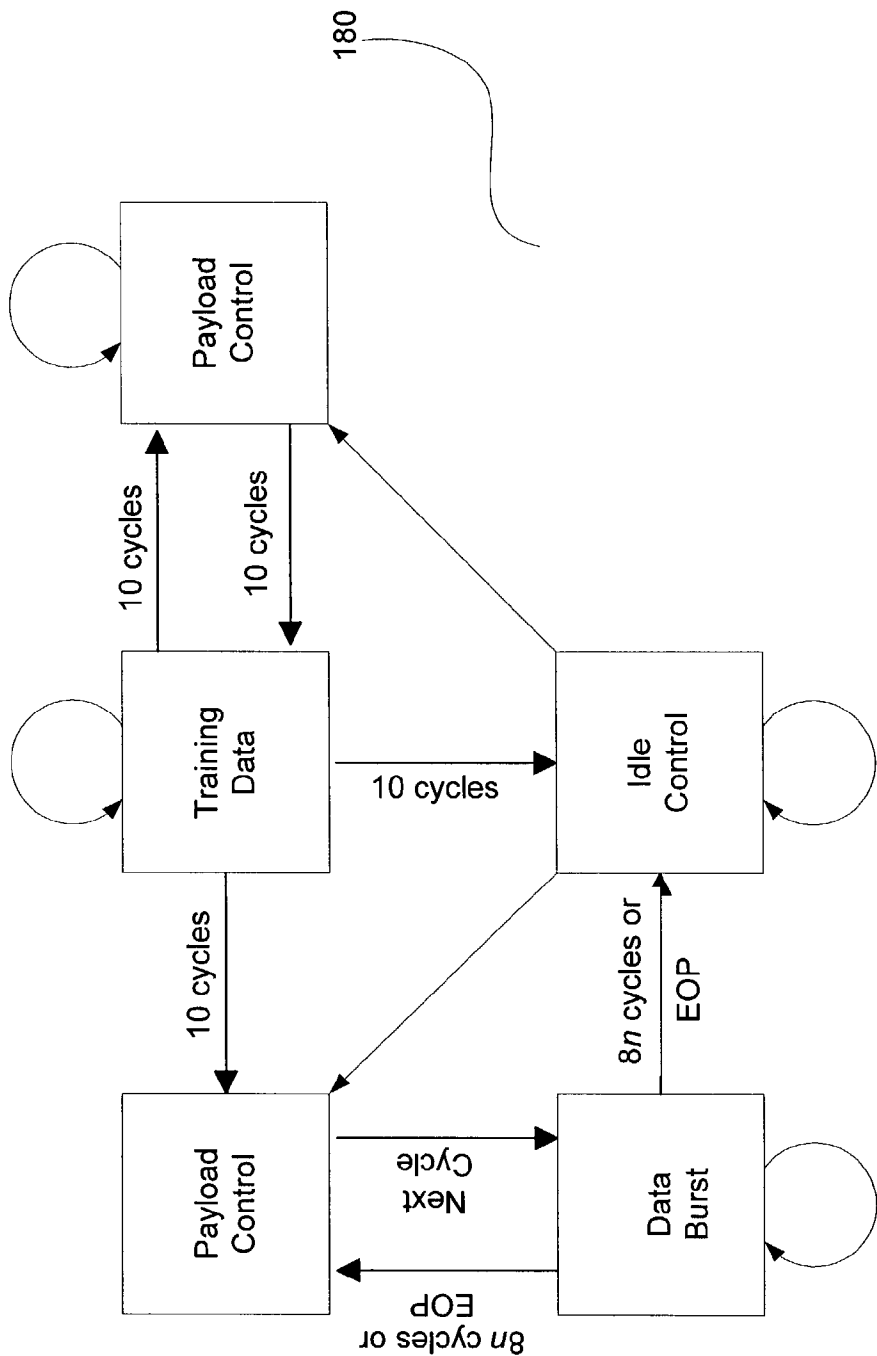 180
Payload
Control
10 cycles
10 cycles
Training
Data
10 cycles
10 cycles
Payload
Control
Idle
Control
Next
Cycle
8n cycles or
EOP
8n cycles or
EOP
Data
Burst